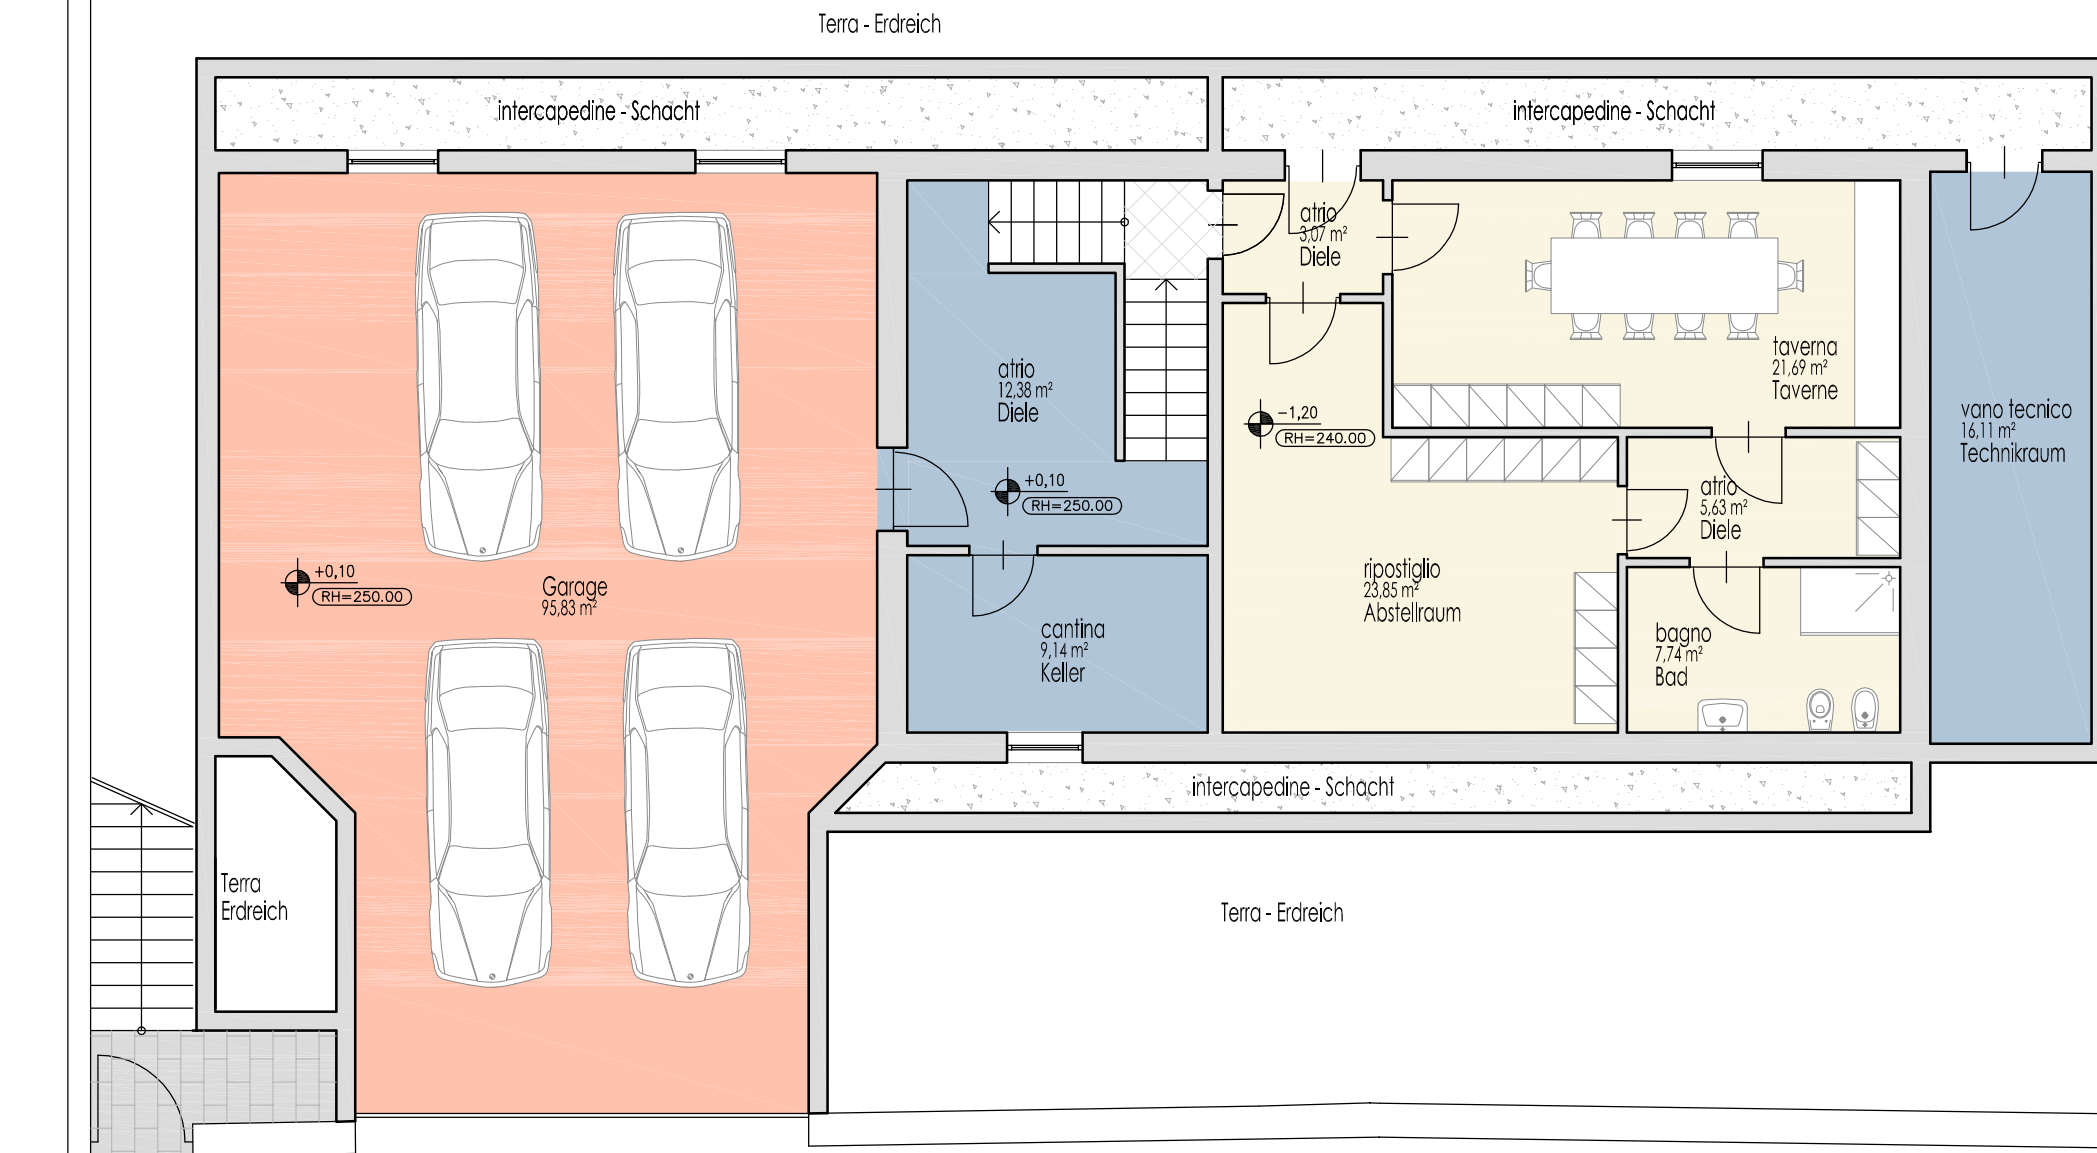 Terra - Erdreich
intercapedine - Schacht
intercapedine - Schacht
atrio
3,07 m²
Diele
taverna
21,69 m²
Taverne
atrio
12,38 m²
Diele
-1,20
RH=240.00
vano tecnico
16,11 m²
Technikraum
+0,10
RH=250.00
atrio
5,63 m²
Diele
+0,10
RH=250.00
Garage
95,83 m²
ripostiglio
23,85 m²
Abstellraum
cantina
9,14 m²
Keller
bagno
7,74 m²
Bad
intercapedine - Schacht
Terra
Erdreich
Terra - Erdreich